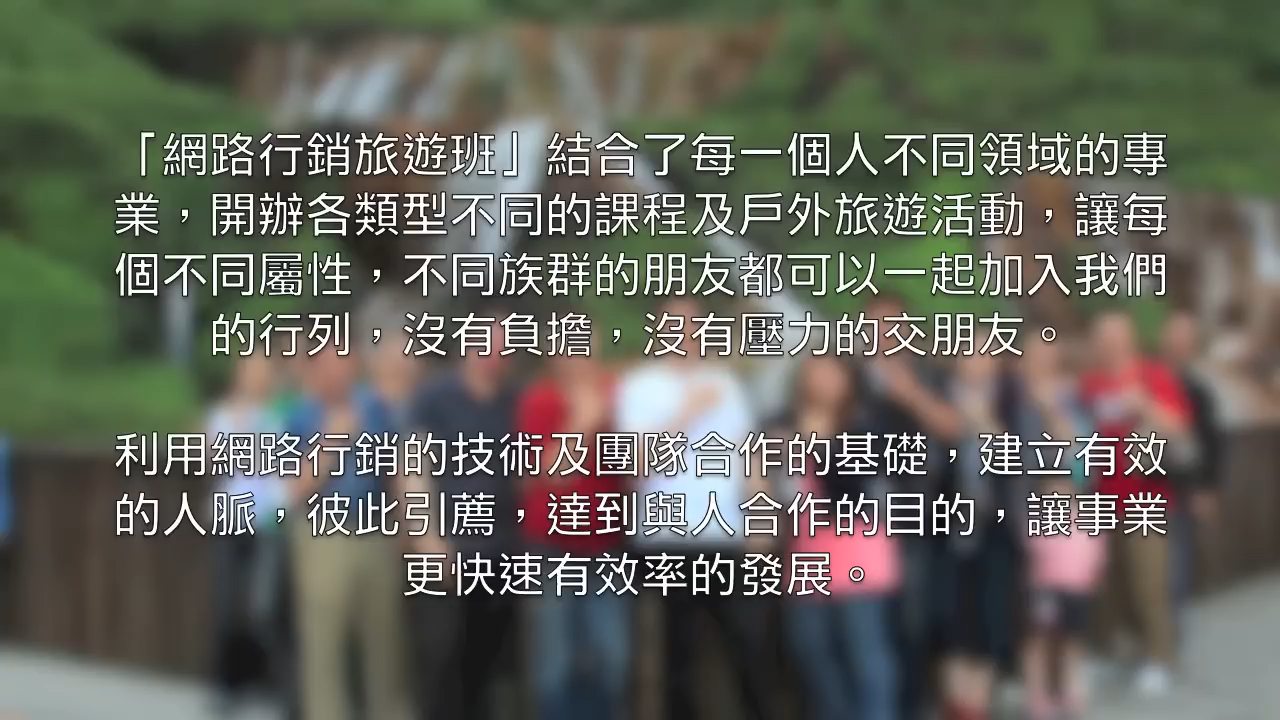 「網路行銷旅遊班」結合了每一個人不同領域的專
業，開辦各類型不同的課程及戶外旅遊活動，讓每
個不同屬性，不同族群的朋友都可以一起加入我們
的行列，沒有負擔，沒有壓力的交朋友。
利用網路行銷的技術及團隊合作的基礎，建立有效
的人脈，彼此引薦，達到與人合作的目的，讓事業
更快速有效率的發展。